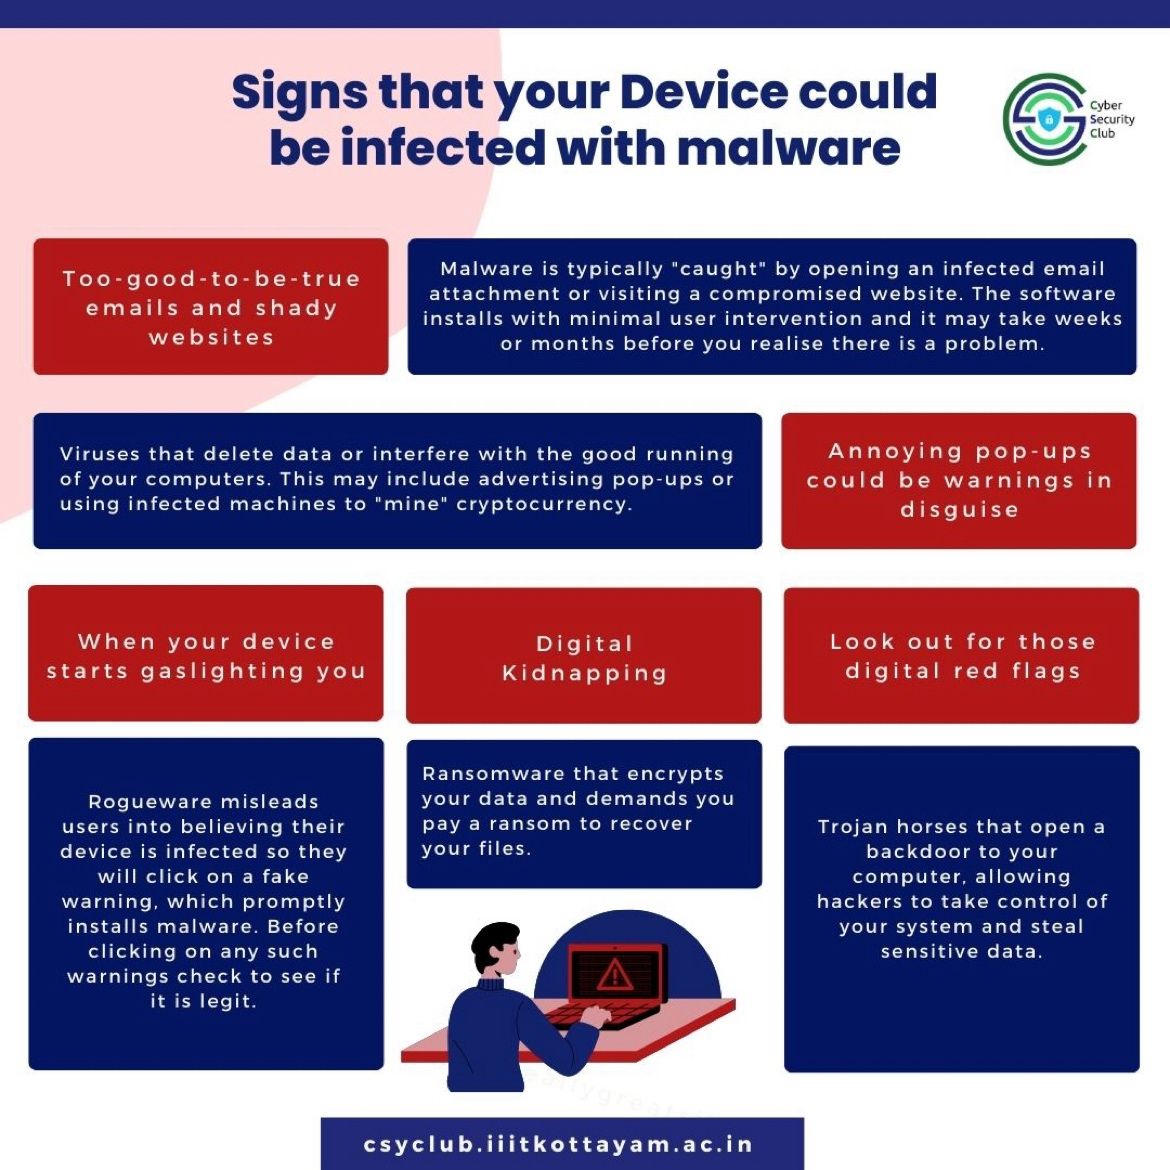 Signs that your Device could
be infected with malware
Cyber
Security
Club
Too-good-to-be-true
emails and shady
websites
Malware is typically "caught" by opening an infected email
attachment or visiting a compromised website. The software
installs with minimal user intervention and it may take weeks
or months before you realise there is a problem.
Viruses that delete data or interfere with the good running
of your computers. This may include advertising pop-ups or
using infected machines to "mine" cryptocurrency.
Annoying pop-ups
could be warnings in
disguise
When your device
starts gaslighting you
Rogueware misleads
users into believing their
device is infected so they
will click on a fake
warning, which promptly
installs malware. Before
clicking on any such
warnings check to see if
it is legit.
Digital
Kidnapping
Ransomware that encrypts
your data and demands you
pay a ransom to recover
your files.
Look out for those
digital red flags
Trojan horses that open a
backdoor to your
computer, allowing
hackers to take control of
your system and steal
sensitive data.
csyclub.iiitkottayam.ac.in